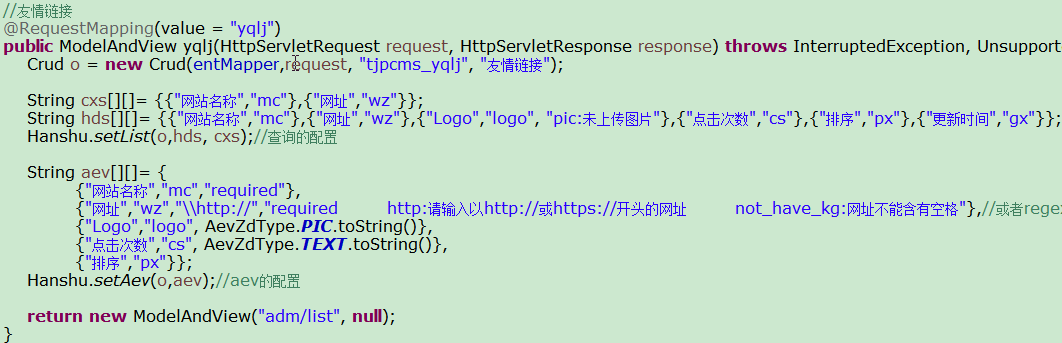 //友情链接
@RequestMapping(value = "yqlj")
public ModelAndView yqlj(HttpServletRequest request, HttpServletResponse response) throws InterruptedException, Unsupport
Crud o = new Crud(entMapper,request, "tjpcms_yqlj", "友情链接");
String cxs[][]= {{"网站名称","mc"},{"网址","wz"}};
String hds[][]= {{"网站名称","mc"},{"网址","wz"},{"Logo","logo", "pic:未上传图片"},{"点击次数","cs"},{"排序","px"},{"更新时间","gx"}};
Hanshu.setList(o,hds, cxs);//查询的配置
String aev[][]= {
{"网站名称","mc","required"},
{"网址","wz","\\http://","required http:请输入以http://或https://开头的网址 not_have_kg:网址不能含有空格"},//或者rege
{"Logo","logo", AevZdType.PIC.toString()},
{"点击次数","cs", AevZdType.TEXT.toString()},
{"排序","px"}};
Hanshu.setAev(o,aev);//aev的配置
return new ModelAndView("adm/list", null);
}